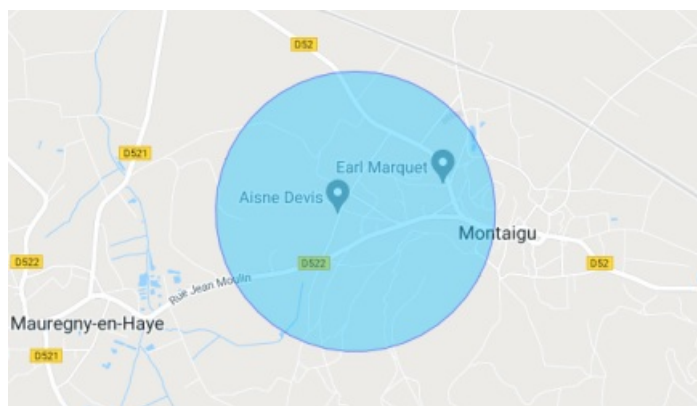 D52
D521
Earl Marquet
Aisne Devis
Montaigu
D522
D522
D52
Rue Jean Moulin
Mauregny-en-Haye
D521